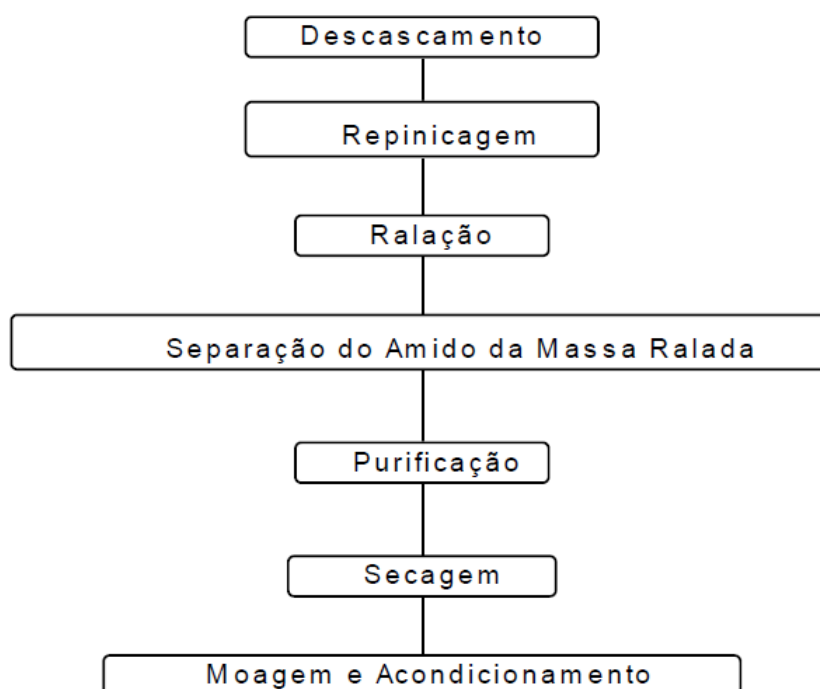 Descascamento
Repinicagem
Ralação
Separação do Amido da Massa Ralada
Purificação
Secagem
Moagem e Acondicionamento